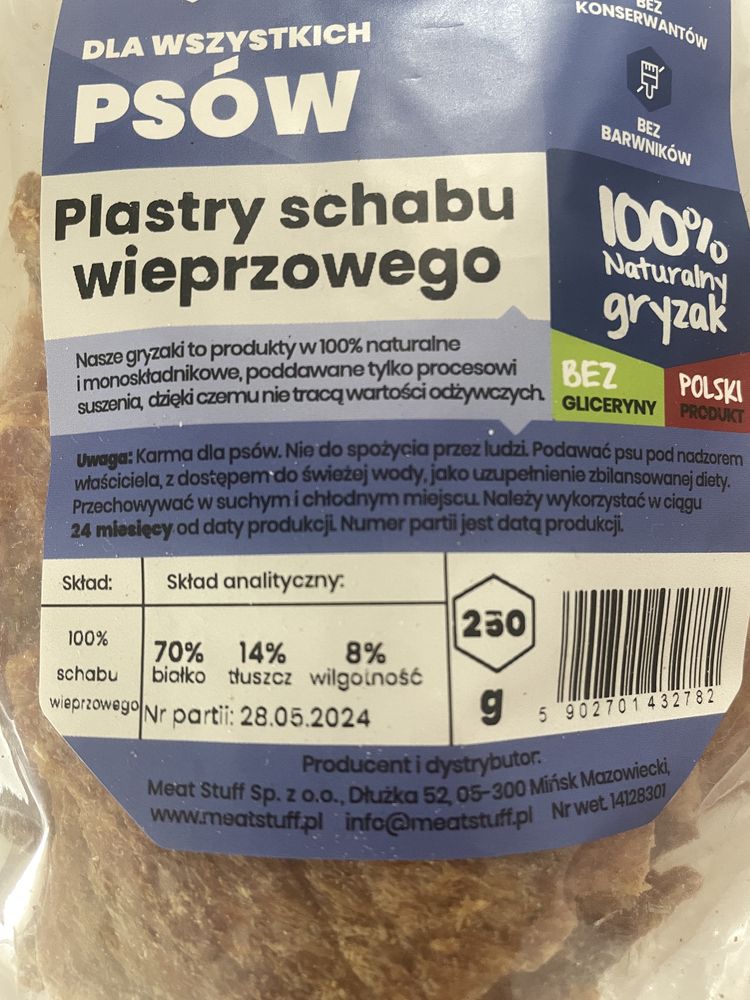 DLA WSZYSTKICH
PSÓW
BEZ
KONSERWANTÓW
BEZ
BARWNIKÓW
Plastry schabu
wieprzowego
100%
Naturalny
gryzak
Nasze gryzaki to produkty w 100% naturalne
i monoskładnikowe, poddawane tylko procesowi
suszenia, dzięki czemu nie tracą wartości odżywczych.
BEZ
GLICERYNY
POLSKI
PRODUKT
Uwaga: Karma dla psów. Nie do spożycia przez ludzi. Podawać psu pod nadzorem
właściciela, z dostępem do świeżej wody, jako uzupełnienie zbilansowanej diety.
Przechowywać w suchym i chłodnym miejscu. Należy wykorzystać w ciągu
24 miesięcy od daty produkcji. Numer partii jest datą produkcji.
Skład:
Skład analityczny:
100%
schabu
wieprzowego
70% 14% 8%
białko tłuszcz wilgotność
Nr partii: 28.05.2024
250
g
5 902701 432782
Producent i dystrybutor:
Meat Stuff Sp. z o.o., Dłużka 52, 05-300 Mińsk Mazowiecki,
www.meatstuff.pl info@meatstuff.pl Nr wet. 14128301